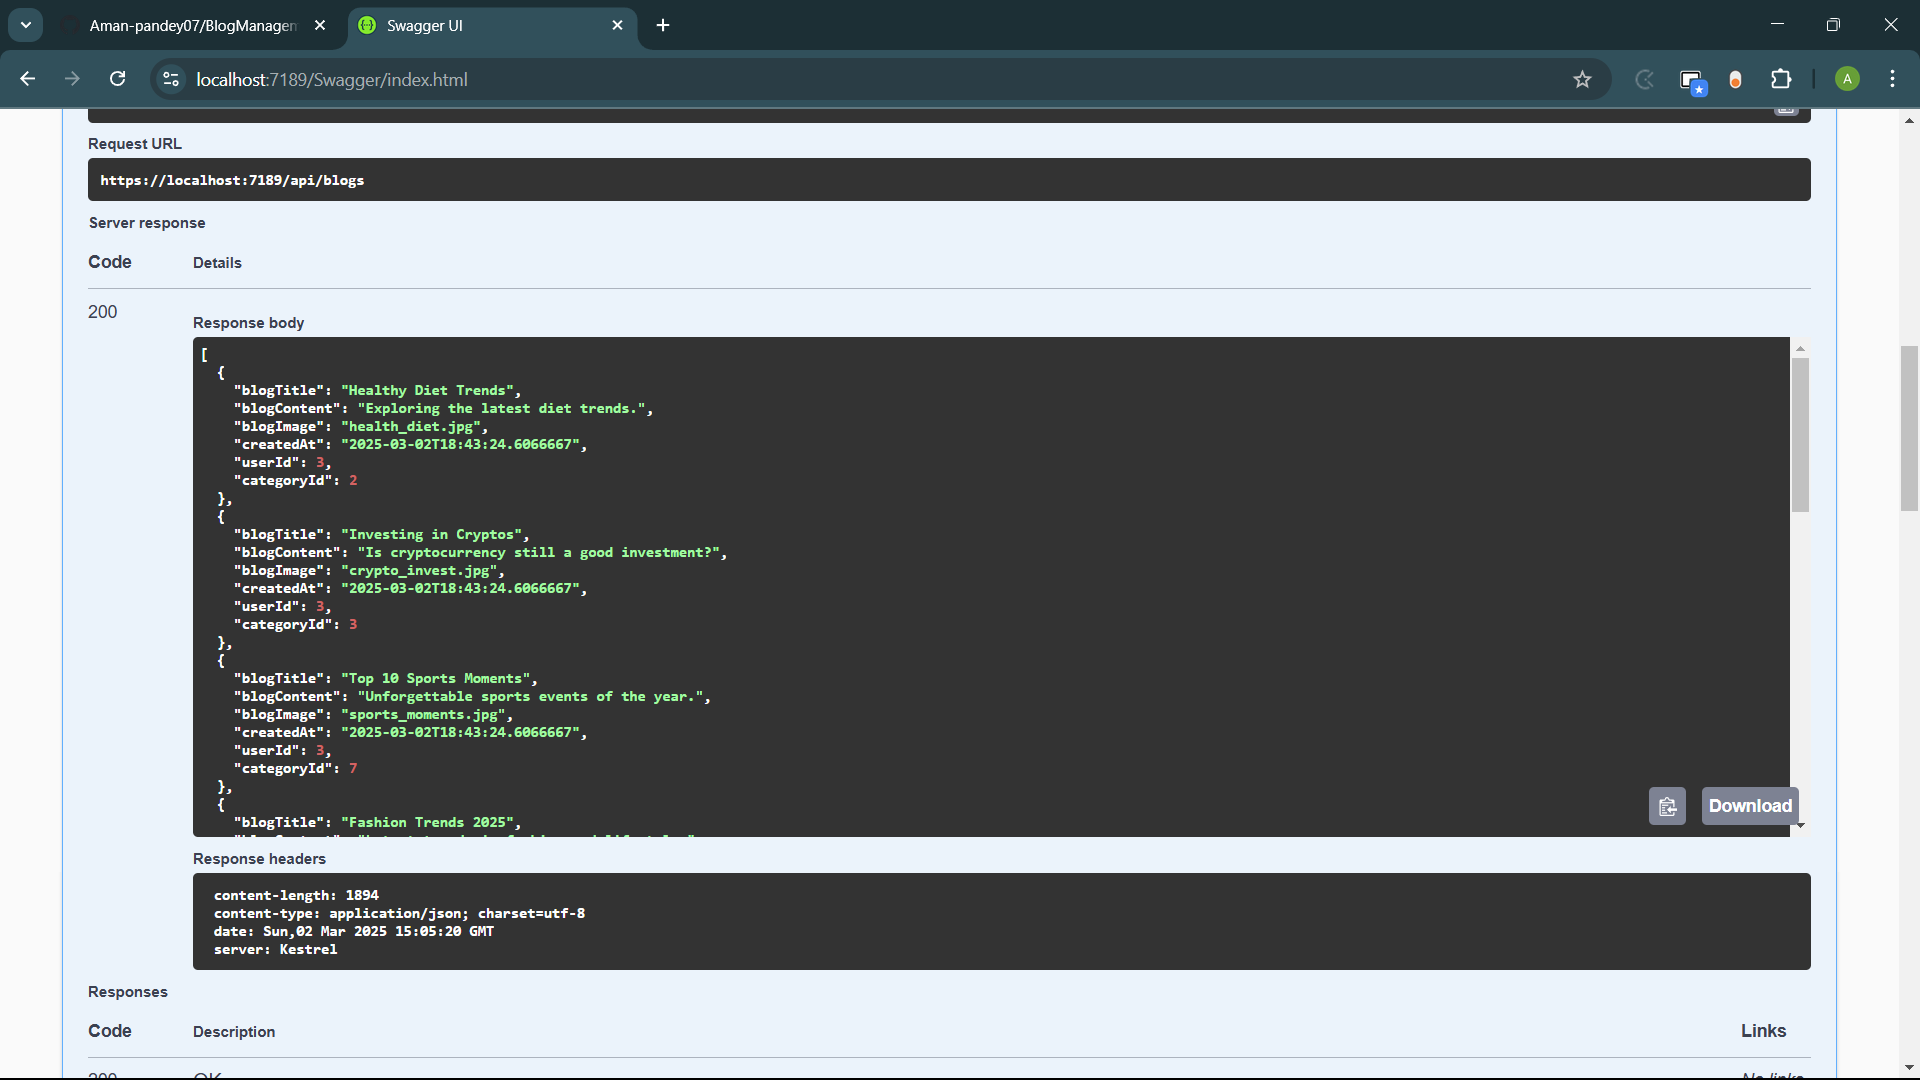 Aman-pandey07/BlogManagem
Swagger UI
localhost:7189/Swagger/index.html
A
Request URL
https://localhost:7189/api/blogs
Server response
Code Details
200
Response body
[
{
"blogTitle": "Healthy Diet Trends",
"blogContent": "Exploring the latest diet trends.",
"blogImage": "health_diet.jpg",
"createdAt": "2025-03-02T18:43:24.6066667",
"userId": 3,
"categoryId": 2
},
{
"blogTitle": "Investing in Cryptos",
"blogContent": "Is cryptocurrency still a good investment?",
"blogImage": "crypto_invest.jpg",
"createdAt": "2025-03-02T18:43:24.6066667",
"userId": 3,
"categoryId": 3
},
{
"blogTitle": "Top 10 Sports Moments",
"blogContent": "Unforgettable sports events of the year.",
"blogImage": "sports_moments.jpg",
"createdAt": "2025-03-02T18:43:24.6066667",
"userId": 3,
"categoryId": 7
},
{
"blogTitle": "Fashion Trends 2025",
Download
Response headers
content-length: 1894
content-type: application/json; charset=utf-8
date: Sun,02 Mar 2025 15:05:20 GMT
server: Kestrel
Responses
Code Description Links
200 OK No links